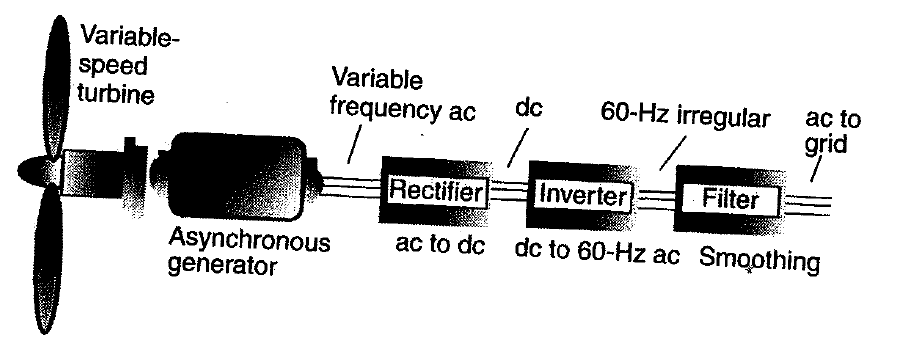 Variable-
speed
turbine
Variable
frequency ac
dc
60-Hz irregular
ac to
grid
Rectifier
Inverter
Filter
Asynchronous
generator
ac to dc
dc to 60-Hz ac
Smoothing